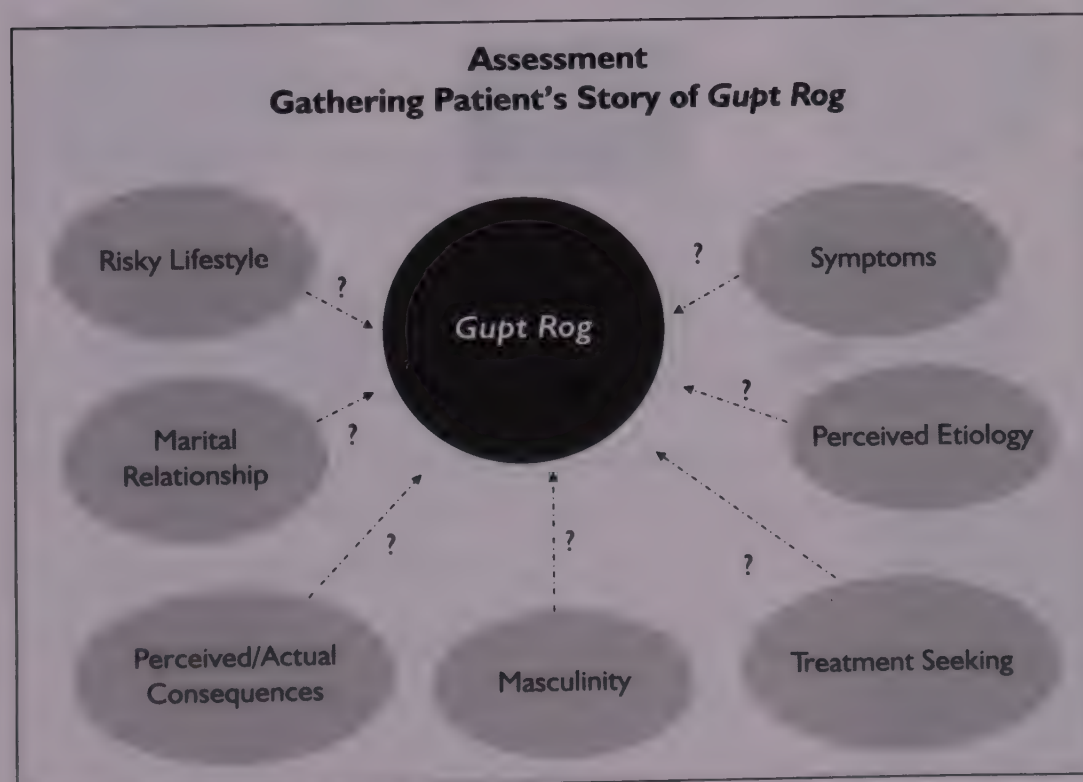 Assessment
Gathering Patient's Story of Gupt Rog
Risky Lifestyle
?
?
Symptoms
Gupt Rog
Marital
Relationship
?
?
Perceived Etiology
?
?
?
Perceived/Actual
Consequences
Masculinity
Treatment Seeking